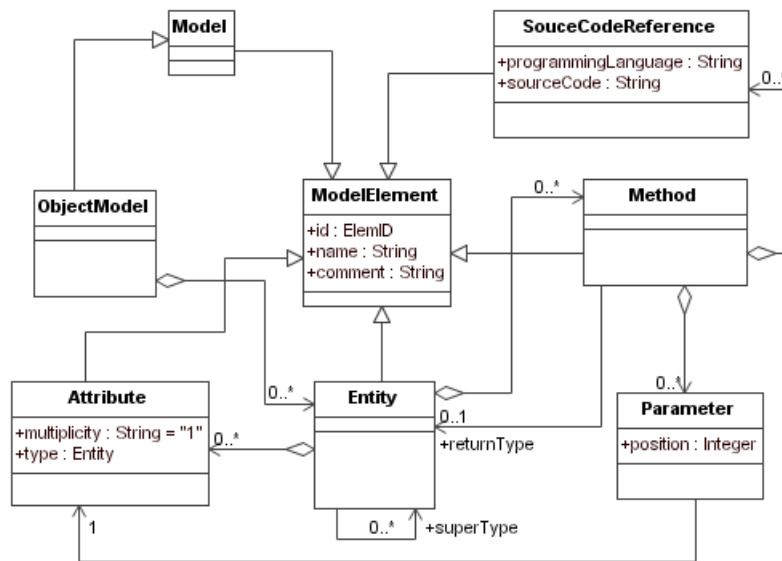 Model
SouceCodeReference
+programmingLanguage : String
+sourceCode : String
0..*
ModelElement
+id : ElemID
+name : String
+comment : String
0..*
Method
ObjectModel
0..*
Attribute
+multiplicity : String = "1"
+type : Entity
0..*
Entity
0..1
+returnType
0..*
Parameter
+position : Integer
1
0..*
+superType